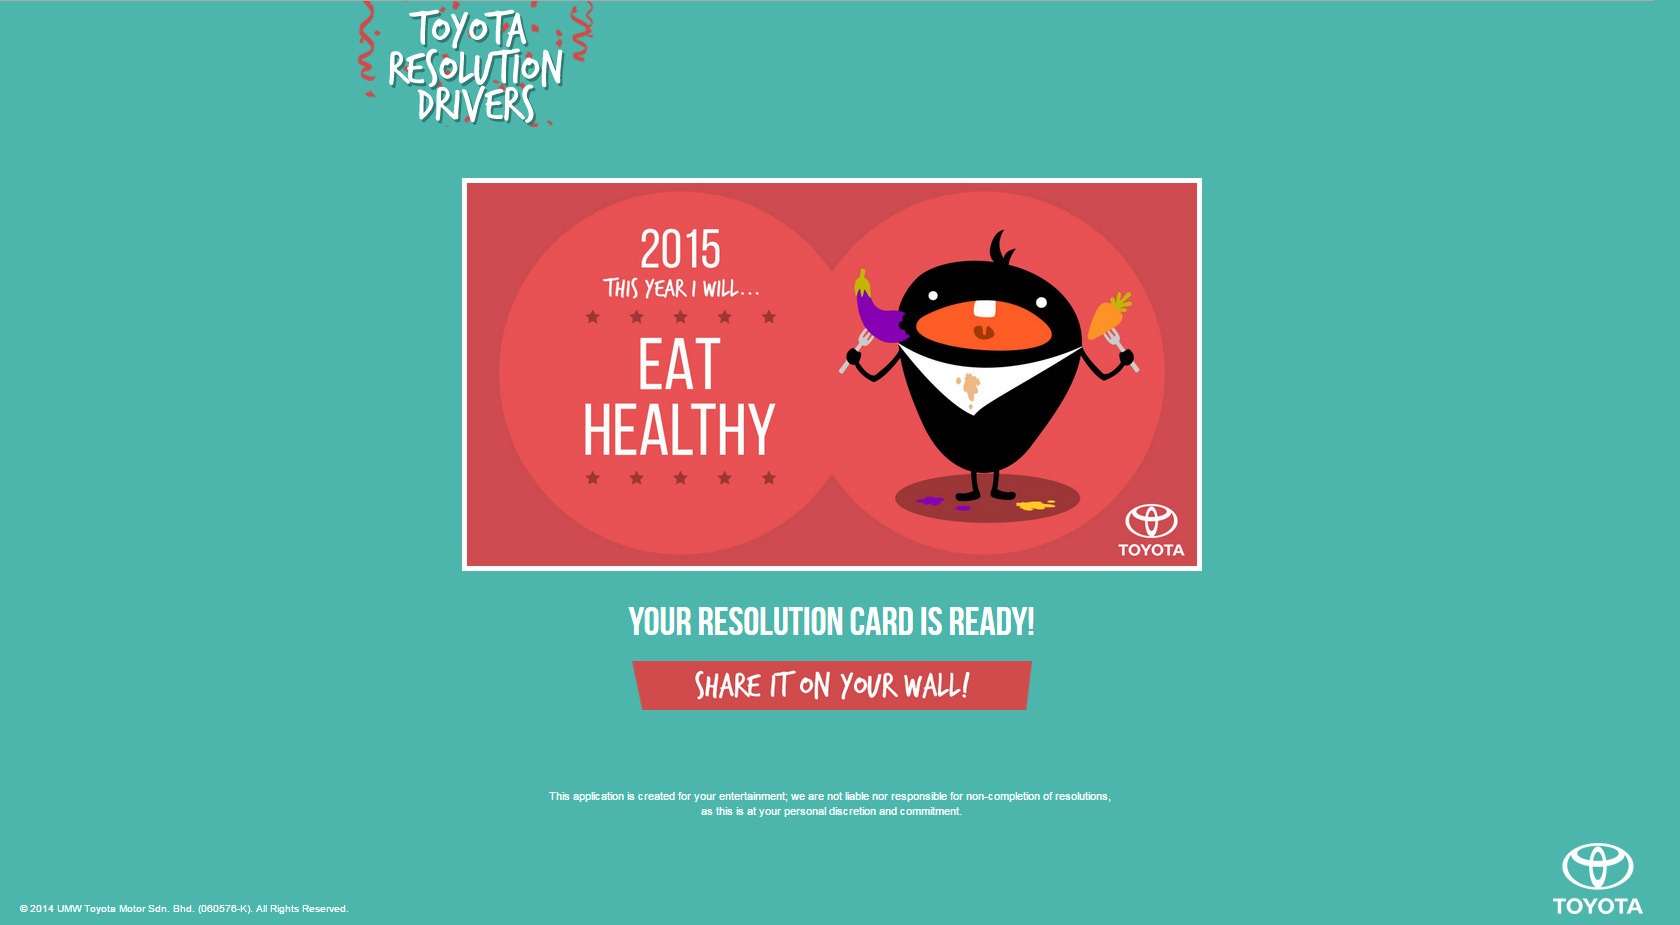 TOYOTA
RESOLUTION
DRIVERS
2015
THIS YEAR I WILL...
EAT
HEALTHY
TOYOTA
YOUR RESOLUTION CARD IS READY!
SHARE IT ON YOUR WALL!
This application is created for your entertainment; we are not liable nor responsible for non-completion of resolutions,
as this is at your personal discretion and commitment.
TOYOTA
© 2014 UMW Toyota Motor Sdn. Bhd. (060576-K). All Rights Reserved.